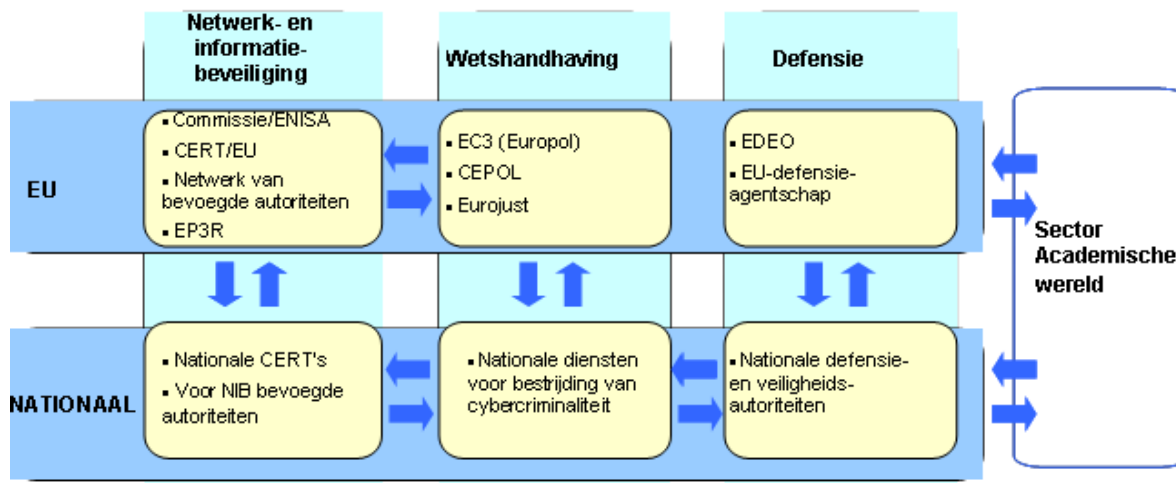 Netwerk- en
informatie-
beveiliging
Wetshandhaving
Defensie
EU
▪ Commissie/ENISA
▪ CERT/EU
▪ Netwerk van
bevoegde autoriteiten
▪ EP3R
▪ EC3 (Europol)
▪ CEPOL
▪ Eurojust
▪ EDEO
▪ EU-defensie-
agentschap
Sector
Academische
wereld
NATIONAAL
▪ Nationale CERT's
▪ Voor NIB bevoegde
autoriteiten
▪ Nationale diensten
voor bestrijding van
cybercriminaliteit
▪ Nationale defensie-
en veiligheids-
autoriteiten